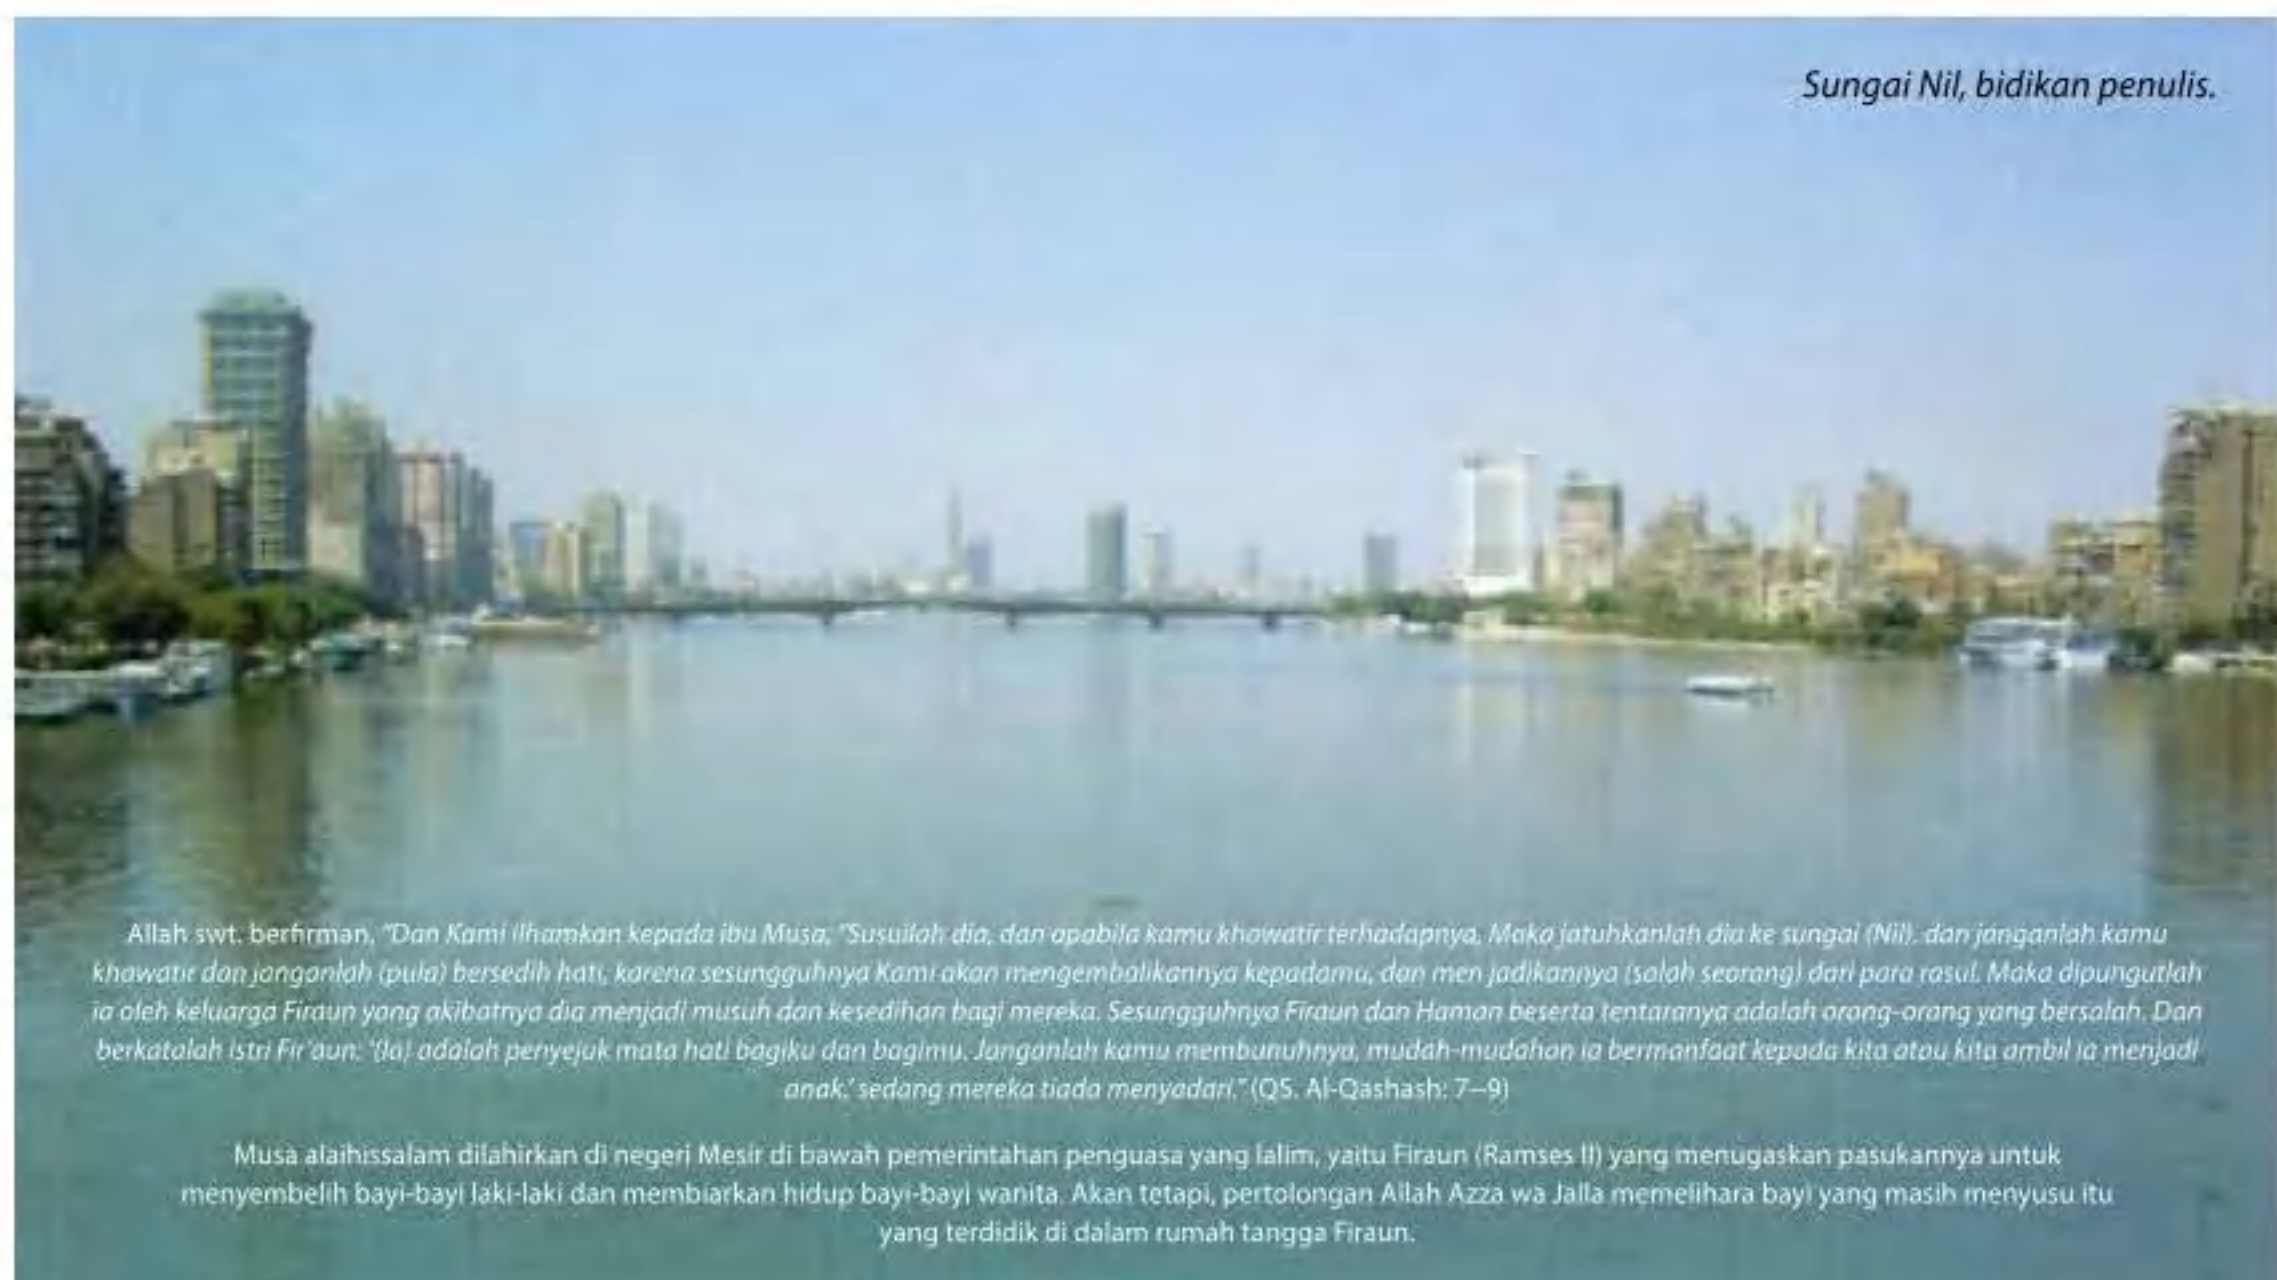 Sungai Nil, bidikan penulis.
Allah swt. berfirman, "Dan Kami ilhamkan kepada ibu Musa, "Susuilah dia, dan apabila kamu khawatir terhadapnya, Maka jatuhkanlah dia ke sungai (Nil). dan janganlah kamu
khawatir dan janganlah (pula) bersedih hati, karena sesungguhnya Kami akan mengembalikannya kepadamu, dan men jadikannya (salah seorang) dari para rasul. Maka dipungutlah
ia oleh keluarga Firaun yang akibatnya dia menjadi musuh dan kesedihan bagi mereka. Sesungguhnya Firaun dan Haman beserta tentaranya adalah orang-orang yang bersalah. Dan
berkatalah istri Fir'aun: '(Ia) adalah penyejuk mata hati bagiku dan bagimu. Janganlah kamu membunuhnya, mudah-mudahan ia bermanfaat kepada kita atau kita ambil ia menjadi
anak,' sedang mereka tiada menyadari." (QS. Al-Qashash: 7—9)
Musa alaihissalam dilahirkan di negeri Mesir di bawah pemerintahan penguasa yang lalim, yaitu Firaun (Ramses II) yang menugaskan pasukannya untuk
menyembelih bayi-bayi laki-laki dan membiarkan hidup bayi-bayi wanita. Akan tetapi, pertolongan Allah Azza wa Jalla memelihara bayi yang masih menyusu itu
yang terdidik di dalam rumah tangga Firaun.